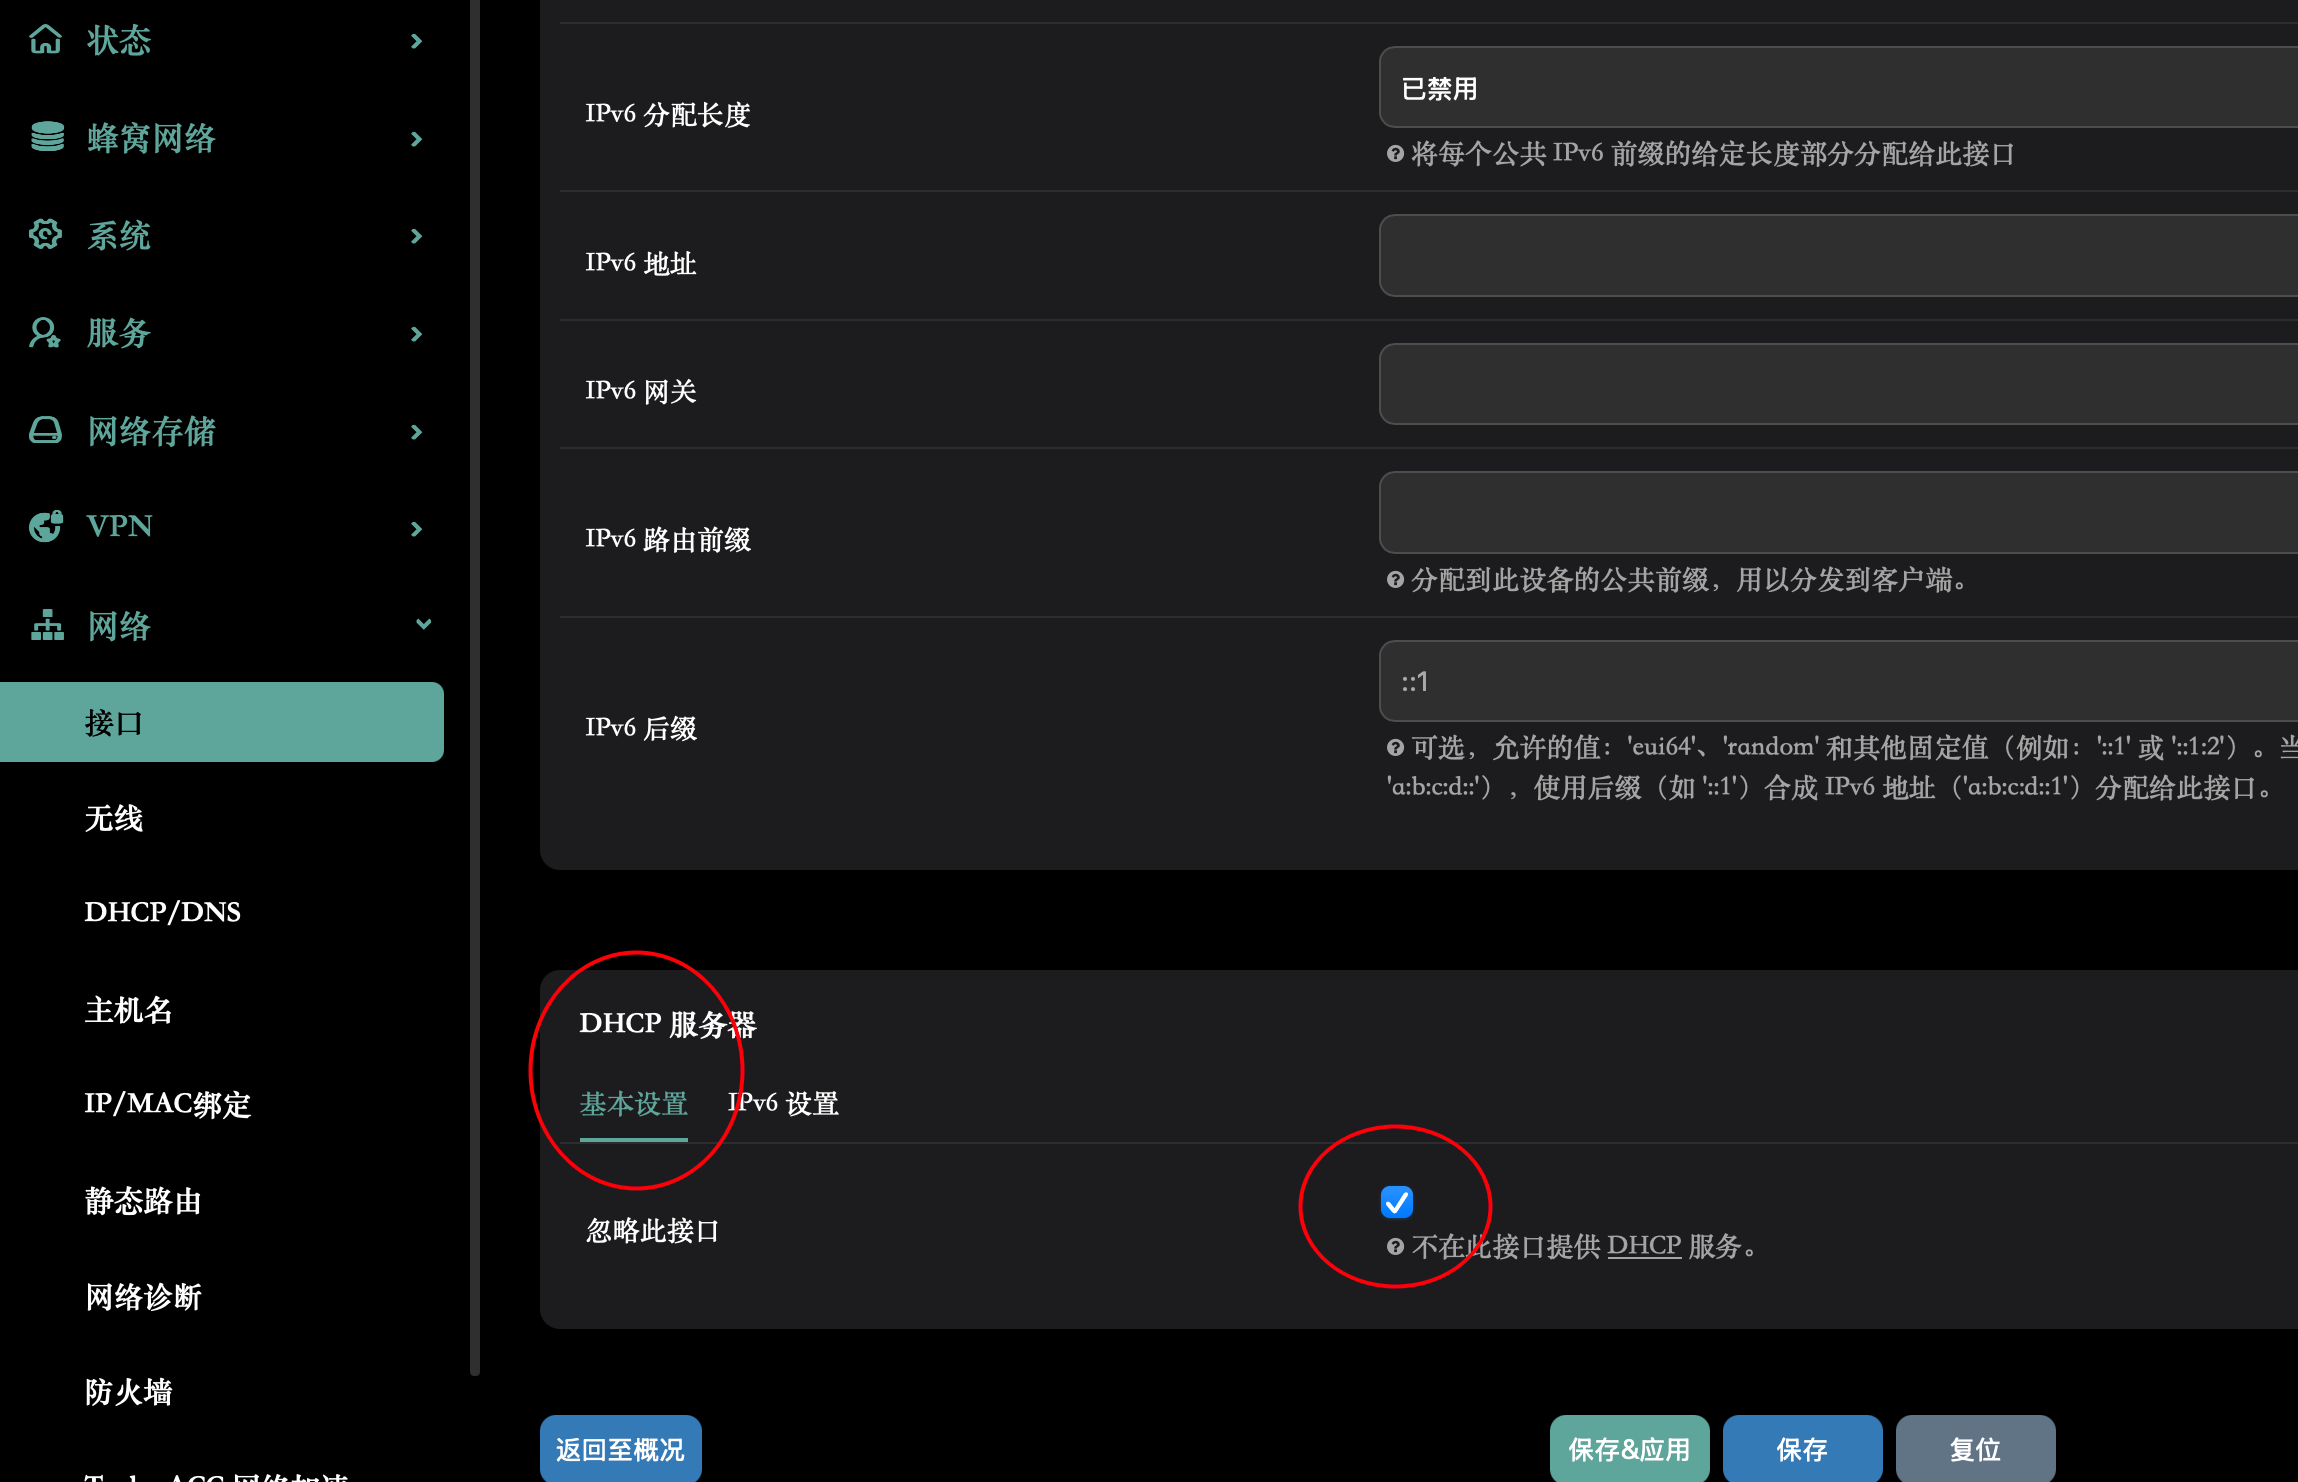 状态
蜂窝网络
系统
服务
网络存储
VPN
网络
接口
无线
DHCP/DNS
主机名
IP/MAC绑定
静态路由
网络诊断
防火墙
IPv6 分配长度
已禁用
将每个公共 IPv6 前缀的给定长度部分分配给此接口
IPv6 地址
IPv6 网关
IPv6 路由前缀
分配到此设备的公共前缀，用以分发到客户端。
IPv6 后缀
::1
可选，允许的值：'eui64'、'random' 和其他固定值（例如：'::1' 或 '::1:2'）。当
'a:b:c:d::'），使用后缀（如 '::1'）合成 IPv6 地址（'a:b:c:d::1'）分配给此接口。
DHCP 服务器
基本设置 IPv6 设置
忽略此接口
不在此接口提供 DHCP 服务。
返回至概况 保存&应用 保存 复位